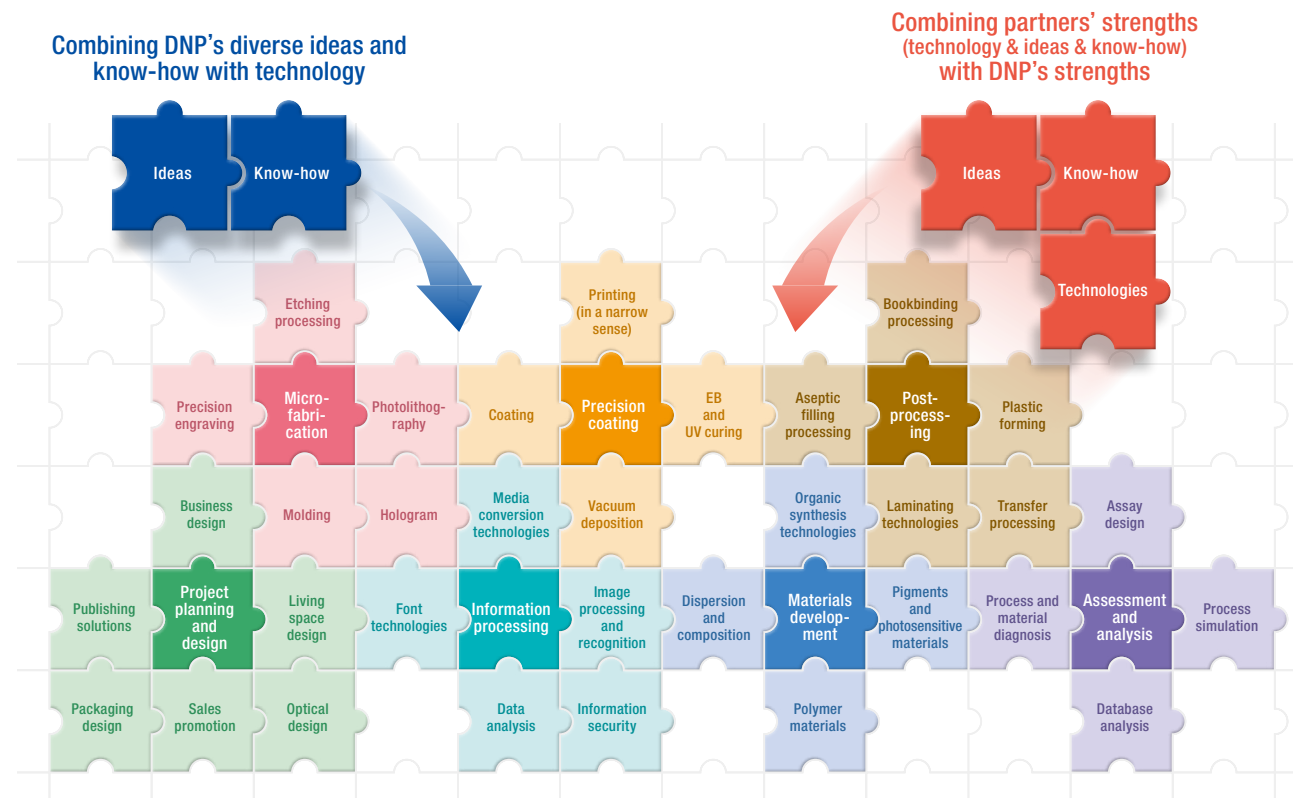 Combining DNP's diverse ideas and
know-how with technology
Combining partners' strengths
(technology & ideas & know-how)
with DNP's strengths
Ideas
Know-how
Ideas
Know-how
Technologies
Etching
processing
Printing
(in a narrow
sense)
Bookbinding
processing
Precision
engraving
Micro-
fabri-
cation
Photolithog-
raphy
Coating
Precision
coating
EB
and
UV curing
Aseptic
filling
processing
Post-
process-
ing
Plastic
forming
Business
design
Molding
Hologram
Media
conversion
technologies
Vacuum
deposition
Organic
synthesis
technologies
Laminating
technologies
Transfer
processing
Assay
design
Publishing
solutions
Project
planning
and
design
Living
space
design
Font
technologies
Information
processing
Image
processing
and
recognition
Dispersion
and
composition
Materials
develop-
ment
Pigments
and
photosensitive
materials
Process and
material
diagnosis
Assessment
and
analysis
Process
simulation
Packaging
design
Sales
promotion
Optical
design
Data
analysis
Information
security
Polymer
materials
Database
analysis